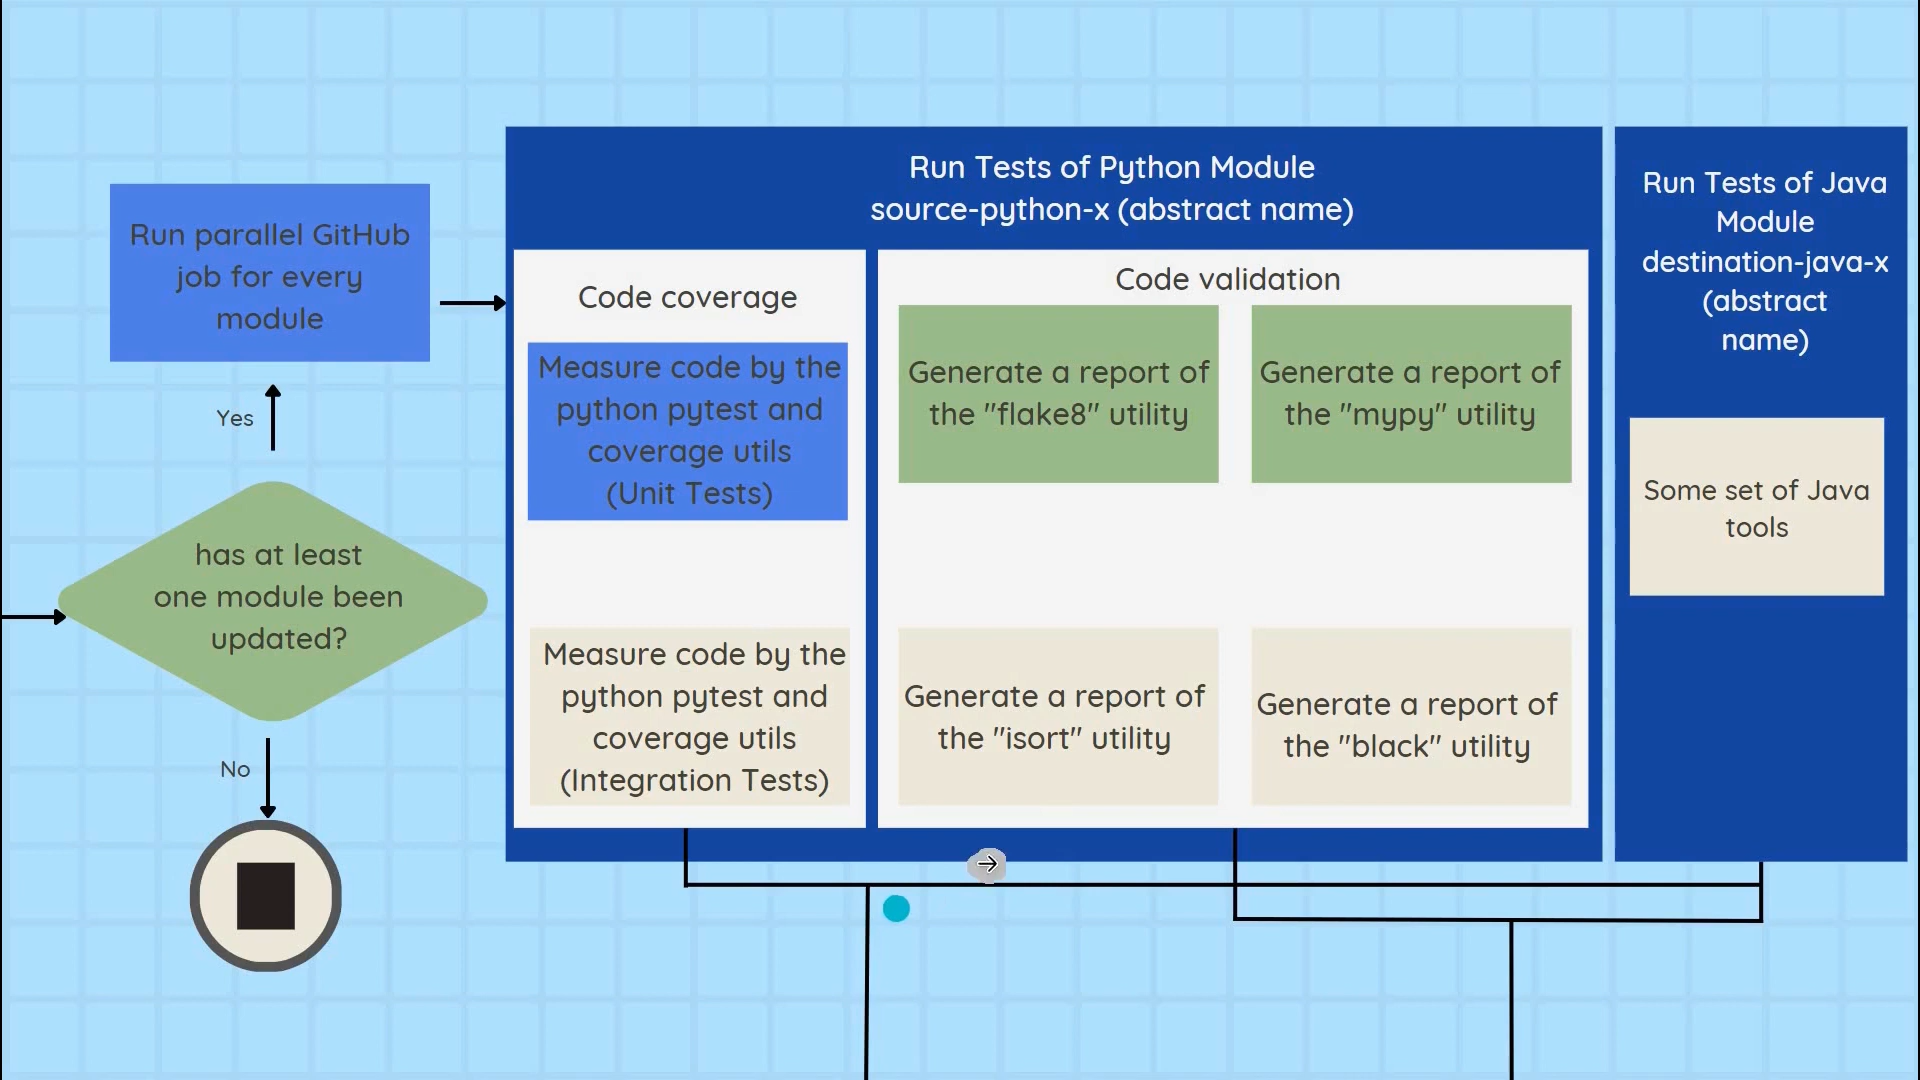 Run parallel GitHub
job for every
module
Yes
has at least
one module been
updated?
No
Run Tests of Python Module
source-python-x (abstract name)
Code coverage
Measure code by the
python pytest and
coverage utils
(Unit Tests)
Measure code by the
python pytest and
coverage utils
(Integration Tests)
Code validation
Generate a report of
the "flake8" utility
Generate a report of
the "mypy" utility
Generate a report of
the "isort" utility
Generate a report of
the "black" utility
Run Tests of Java
Module
destination-java-x
(abstract
name)
Some set of Java
tools